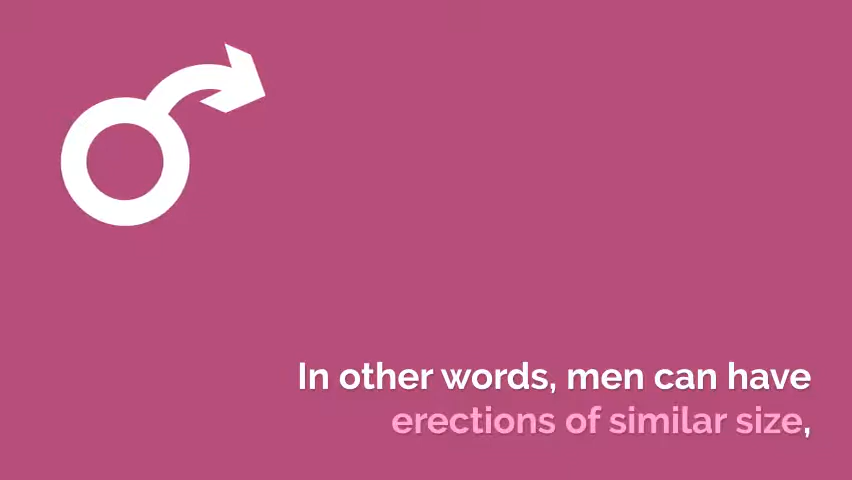 In other words, men can have
erections of similar size,